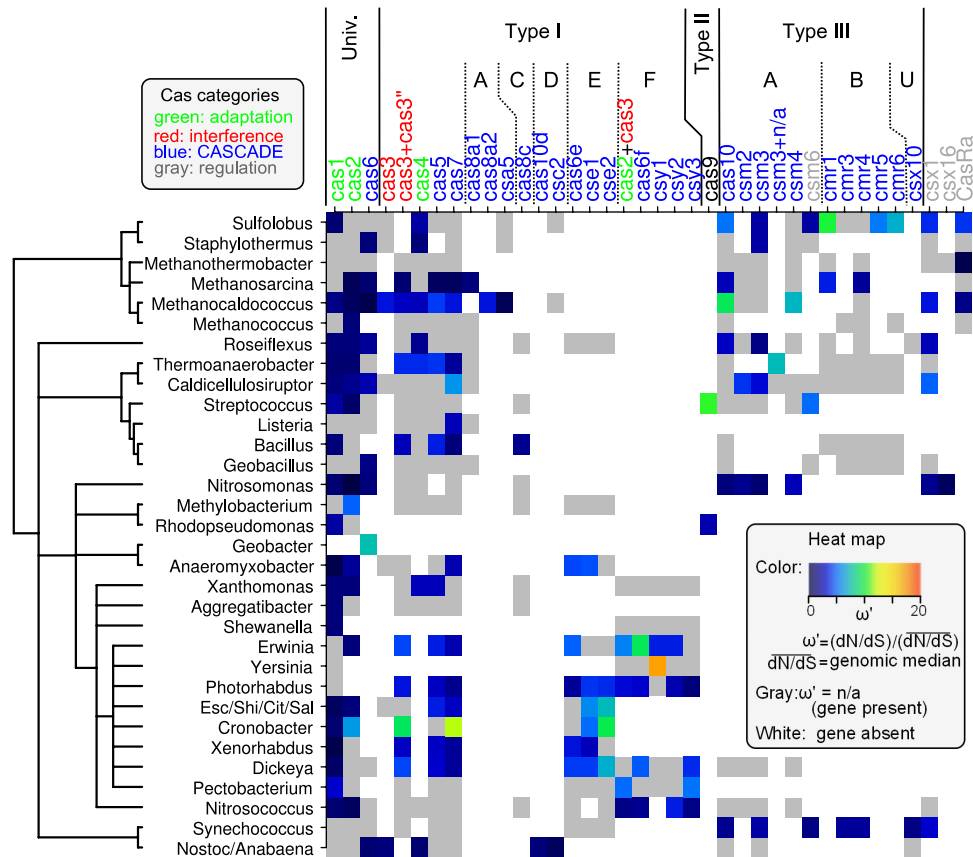 Univ.
Type I
Type II
Type III
A
C
D
E
F
A
B
U
Cas categories
green: adaptation
red: interference
blue: CASCADE
gray: regulation
cas1
cas2
cas6
cas3
cas3+cas3"
cas4
cas5
cas7
cas8a1
cas8a2
csa5
cas8c
cas10d
csc2
cas6e
cse1
cse2
cas2+cas3
cas6f
csy1
csy2
csy3
cas9
cas10
csm2
csm3
csm3+n/a
csm4
csm6
cmr1
cmr3
cmr4
cmr5
cmr6
csx10
csx1
csx16
CasRa
Sulfolobus
Staphylothermus
Methanothermobacter
Methanosarcina
Methanocaldococcus
Methanococcus
Roseiflexus
Thermoanaerobacter
Caldicellulosiruptor
Streptococcus
Listeria
Bacillus
Geobacillus
Nitrosomonas
Methylobacterium
Rhodopseudomonas
Geobacter
Anaeromyxobacter
Xanthomonas
Aggregatibacter
Shewanella
Erwinia
Yersinia
Photorhabdus
Esc/Shi/Cit/Sal
Cronobacter
Xenorhabdus
Dickeya
Pectobacterium
Nitrosococcus
Synechococcus
Nostoc/Anabaena
Heat map
Color:
0 20
ω'
ω'=(dN/dS)/(dN/dS)
dN/dS=genomic median
Gray:ω' = n/a
(gene present)
White: gene absent